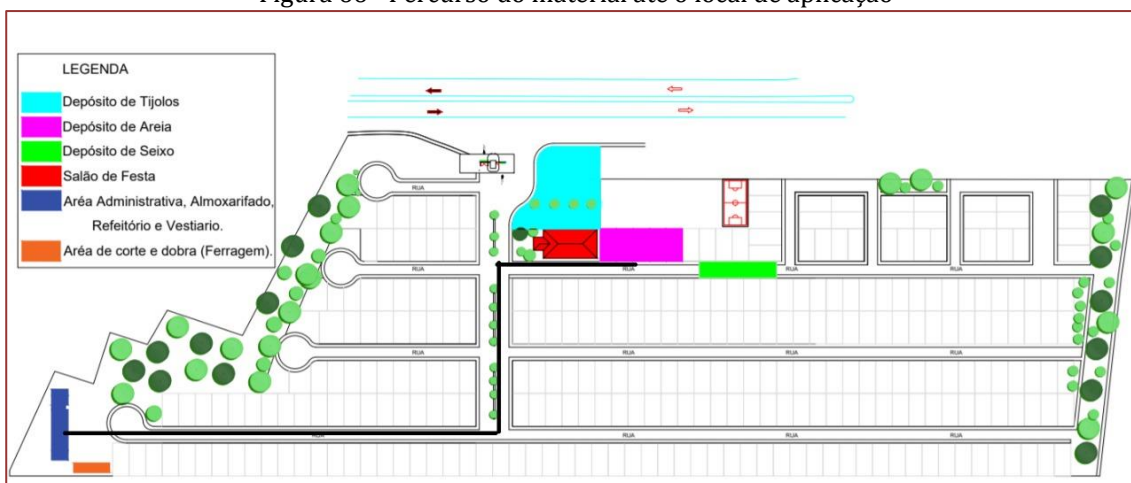 Figura 60 - Percurso do material até o local de aplicação
LEGENDA
Depósito de Tijolos
Depósito de Areia
Depósito de Seixo
Salão de Festa
Aréa Administrativa, Almoxarifado,
Refeitório e Vestiario.
Aréa de corte e dobra (Ferragem).
RUA
RUA
RUA
RUA
RUA
RUA
RUA
RUA
RUA
RUA
RUA
RUA
RUA
RUA